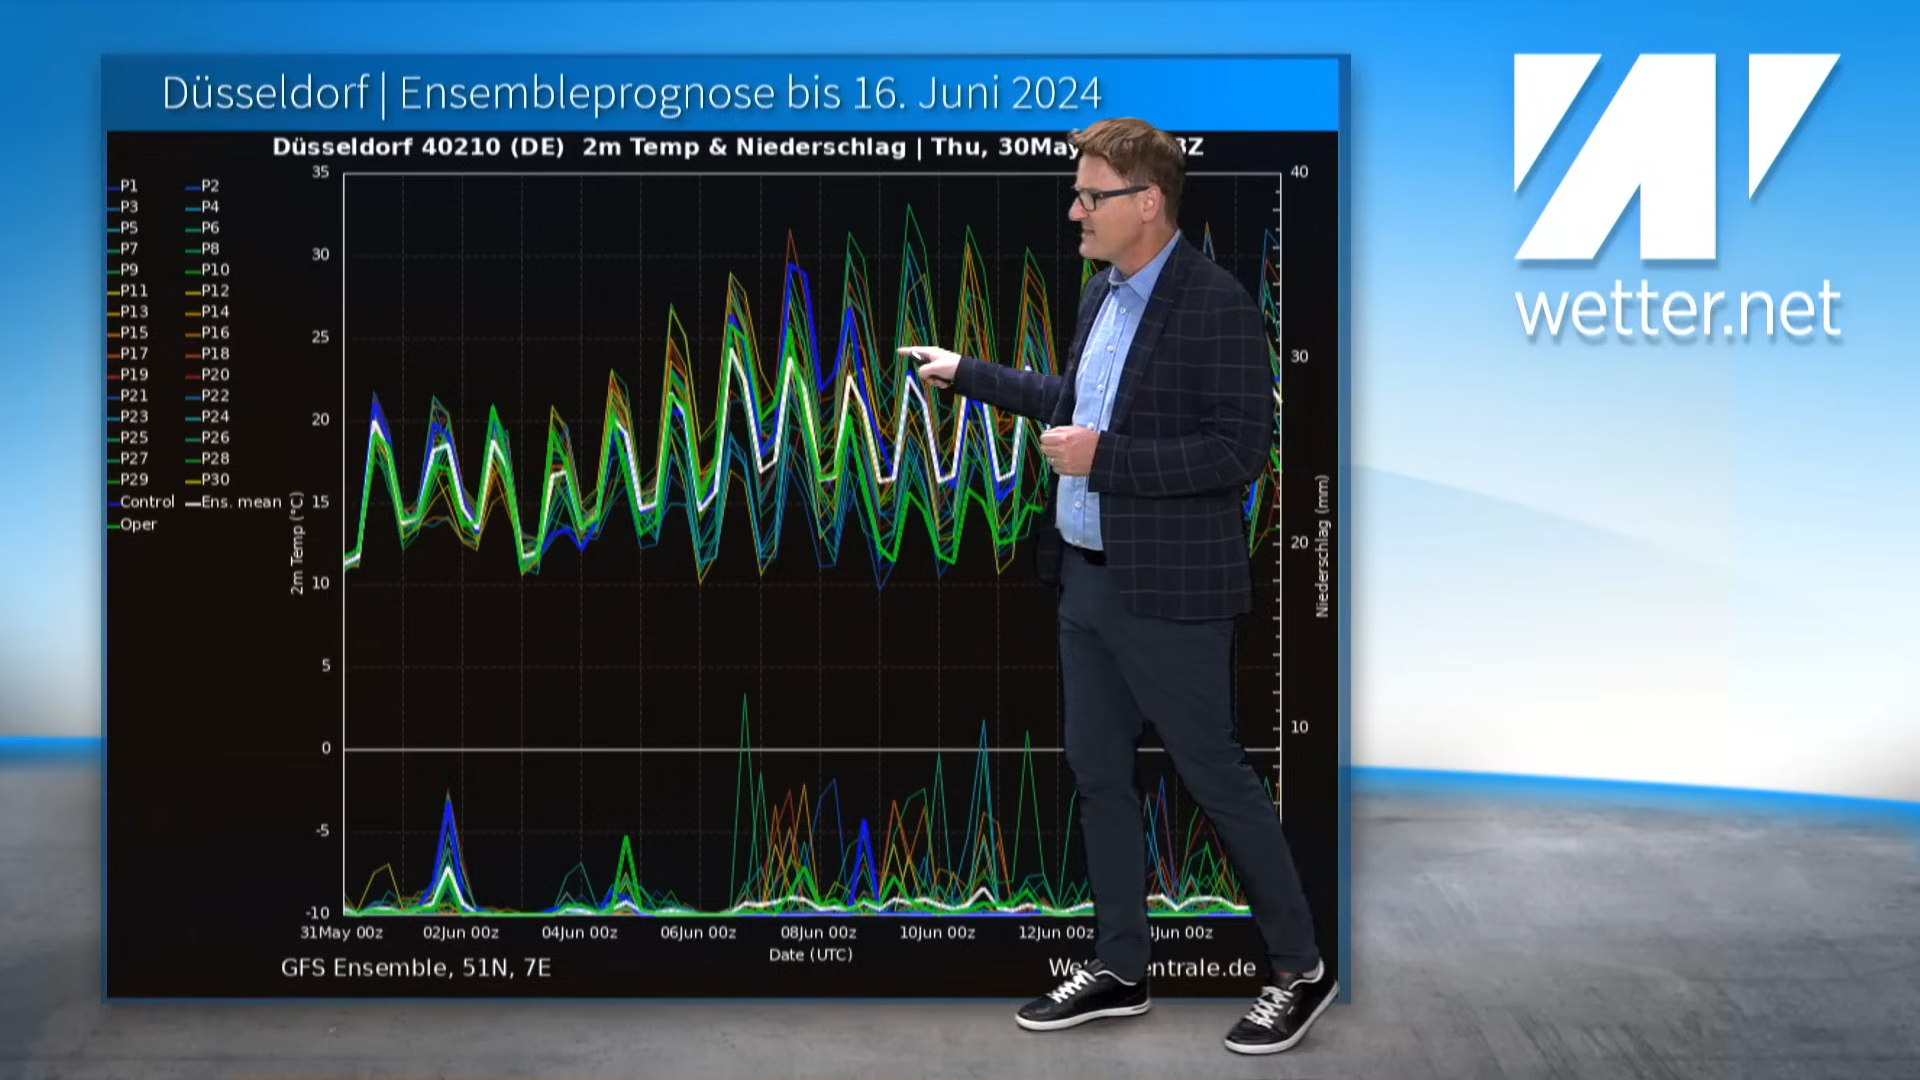 Düsseldorf | Ensembleprognose bis 16. Juni 2024
wetter.net
Düsseldorf 40210 (DE) 2m Temp & Niederschlag | Thu, 30May
35
30
25
20
15
10
5
0
-5
-10
40
30
20
10
P1 P2
P3 P4
P5 P6
P7 P8
P9 P10
P11 P12
P13 P14
P15 P16
P17 P18
P19 P20
P21 P22
P23 P24
P25 P26
P27 P28
P29 P30
Control Ens. mean
Oper
2m Temp (°C)
Niederschlag (mm)
31May 00z 02Jun 00z 04Jun 00z 06Jun 00z 08Jun 00z 10Jun 00z 12Jun 00z Jun 00z
Date (UTC)
GFS Ensemble, 51N, 7E
entrale.de